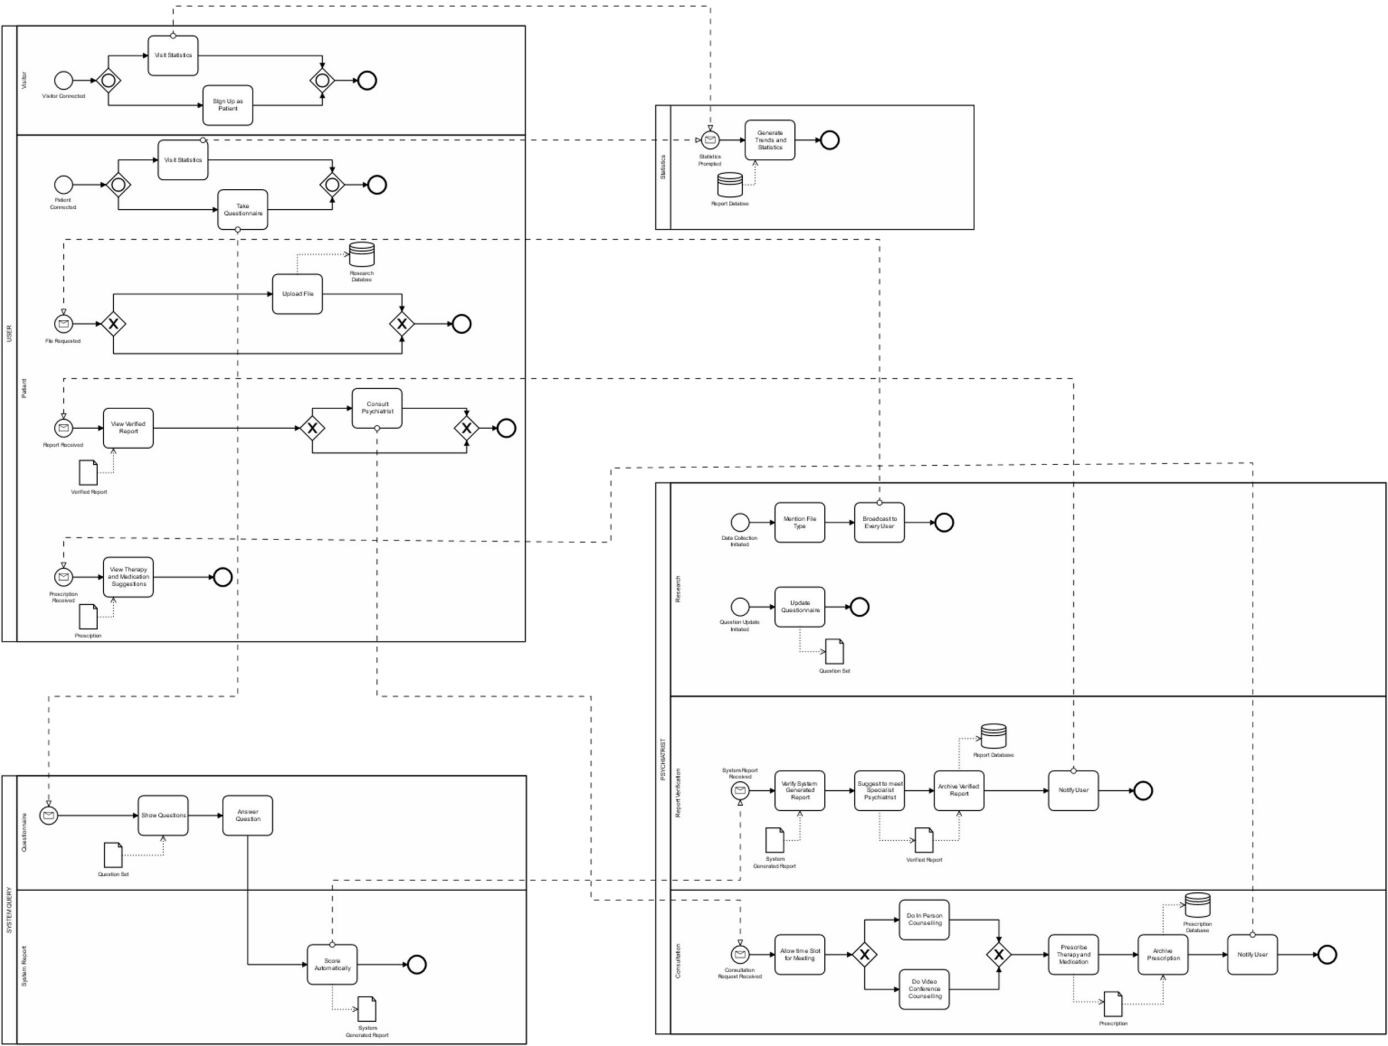 USER
Visitor
Visitor Connected
Visit Statistics
Sign Up as
Patient
Patient
Patient
Connected
Visit Statistics
Take
Questionnaire
File Requested
Upload File
Research
Databse
Report Received
View Verified
Report
Verified Report
Consult
Psychiatrist
Prescription
Received
View Therapy
and Medication
Suggestions
Presciption
Statistics
Statistics
Prompted
Generate
Trends and
Statistics
Report Databse
PSYCHIATRIST
Research
Data Collection
Initiated
Mention File
Type
Broadcast to
Every User
Question Update
Initiated
Update
Questionnaire
Question Set
Report Verification
System Report
Received
Verify System
Generated
Report
System
Generated Report
Suggest to meet
Specialist
Psychiatrist
Archive Verified
Report
Verified Report
Report Database
Notify User
Consultation
Consultation
Request Received
Allow time Slot
for Meeting
Do In Person
Counselling
Do Video
Conference
Counselling
Prescribe
Therapy and
Medication
Prescription
Archive
Prescription
Prescription
Database
Notify User
SYSTEM QUERY
Questionnaire
Show Questions
Question Set
Answer
Question
System Report
Score
Automatically
System
Generated Report